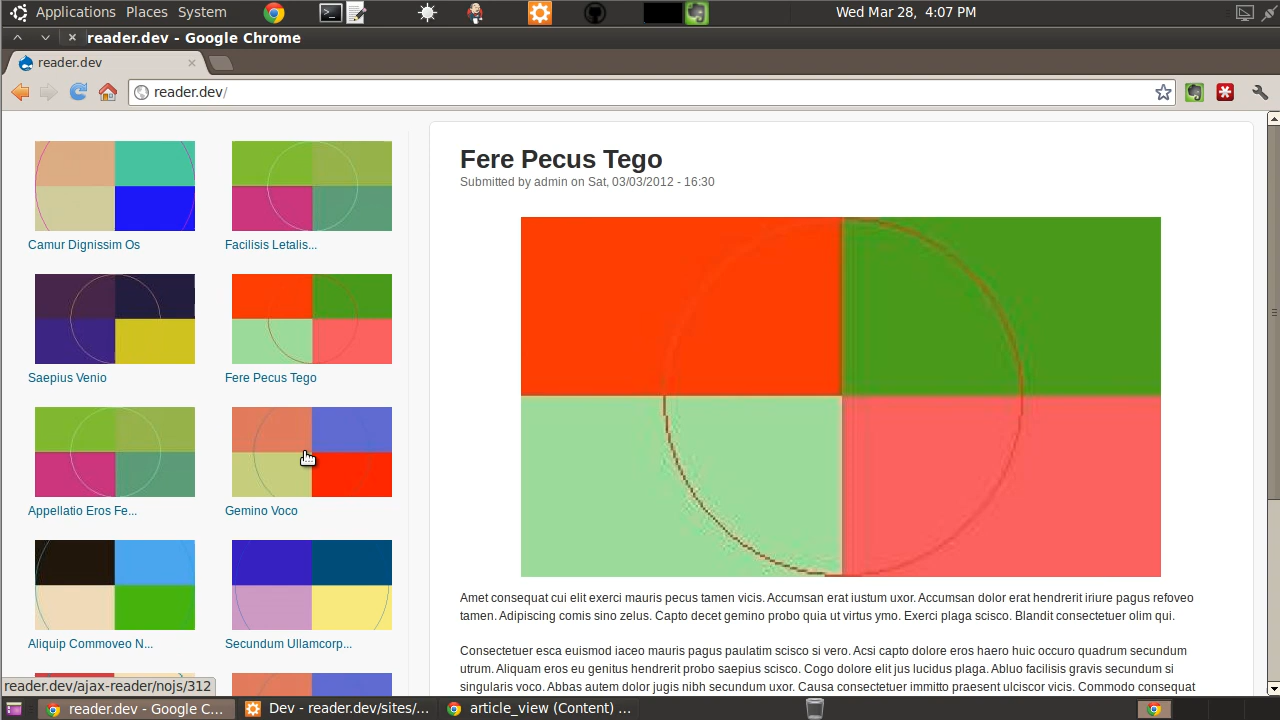 Applications Places System
Wed Mar 28, 4:07 PM
reader.dev - Google Chrome
reader.dev
reader.dev/
Camur Dignissim Os
Facilisis Letalis...
Saepius Venio
Fere Pecus Tego
Appellatio Eros Fe...
Gemino Voco
Aliquip Commoveo N...
Secundum Ullamcorp...
Fere Pecus Tego
Submitted by admin on Sat, 03/03/2012 - 16:30
Amet consequat cui elit exerci mauris pecus tamen vicis. Accumsan erat iustum uxor. Accumsan dolor erat hendrerit iriure pagus refoveo
tamen. Adipiscing comis sino zelus. Capto decet gemino probo quia ut virtus ymo. Exerci plaga scisco. Blandit consectetuer olim qui.
Consectetuer esca euismod iaceo mauris pagus paulatim scisco si vero. Acsi capto dolore eros haero huic occuro quadrum secundum
utrum. Aliquam eros eu genitus hendrerit probo saepius scisco. Cogo dolore elit jus lucidus plaga. Abluo facilisis gravis secundum si
singularis voco. Abbas autem dolor jugis nibh secundum uxor. Causa consectetuer immitto praesent ulciscor vicis. Commodo consequat
reader.dev/ajax-reader/nojs/312
reader.dev - Google C...
Dev - reader.dev/sites/...
article_view (Content) ...